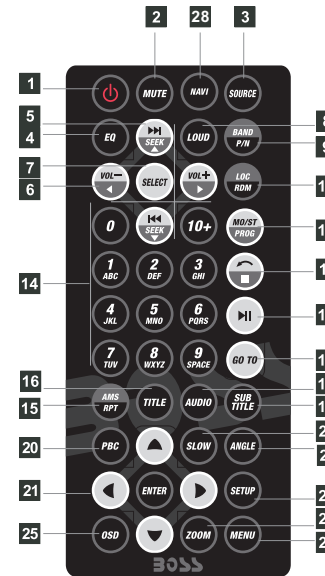 2 28 3
1 MUTE NAVI SOURCE
5
4 EQ SEEK LOUD BAND P/N
7
6 VOL− SELECT VOL+ LOC RDM
0 SEEK 10+ MO/ST PROG
14
1 ABC 2 DEF 3 GHI
4 JKL 5 MNO 6 PQRS
7 TUV 8 WXYZ 9 SPACE GO TO
16
15 AMS RPT TITLE AUDIO SUB TITLE
20 PBC SLOW ANGLE
21 ENTER SETUP
25 OSD ZOOM MENU
BOSS